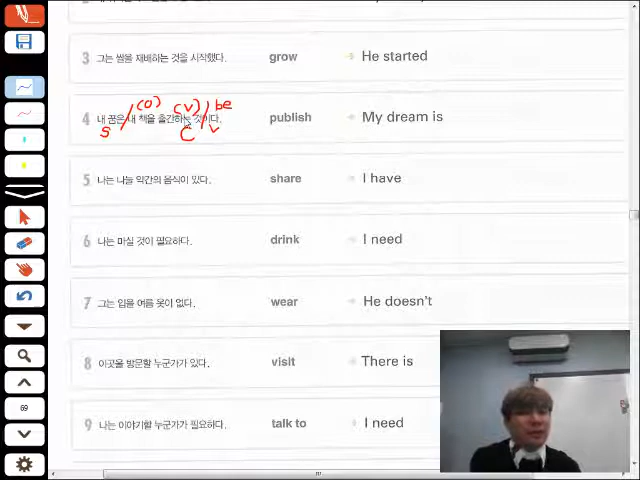 3 그는 쌀을 재배하는 것을 시작했다. grow He started
(O) (V) be
4 내 꿈은 내 책을 출간하는 것이다. publish My dream is
S C V
5 나는 나눌 약간의 음식이 있다. share I have
6 나는 마실 것이 필요하다. drink I need
7 그는 입을 여름 옷이 없다. wear He doesn't
8 이곳을 방문할 누군가가 있다. visit There is
9 나는 이야기할 누군가가 필요하다. talk to I need
69